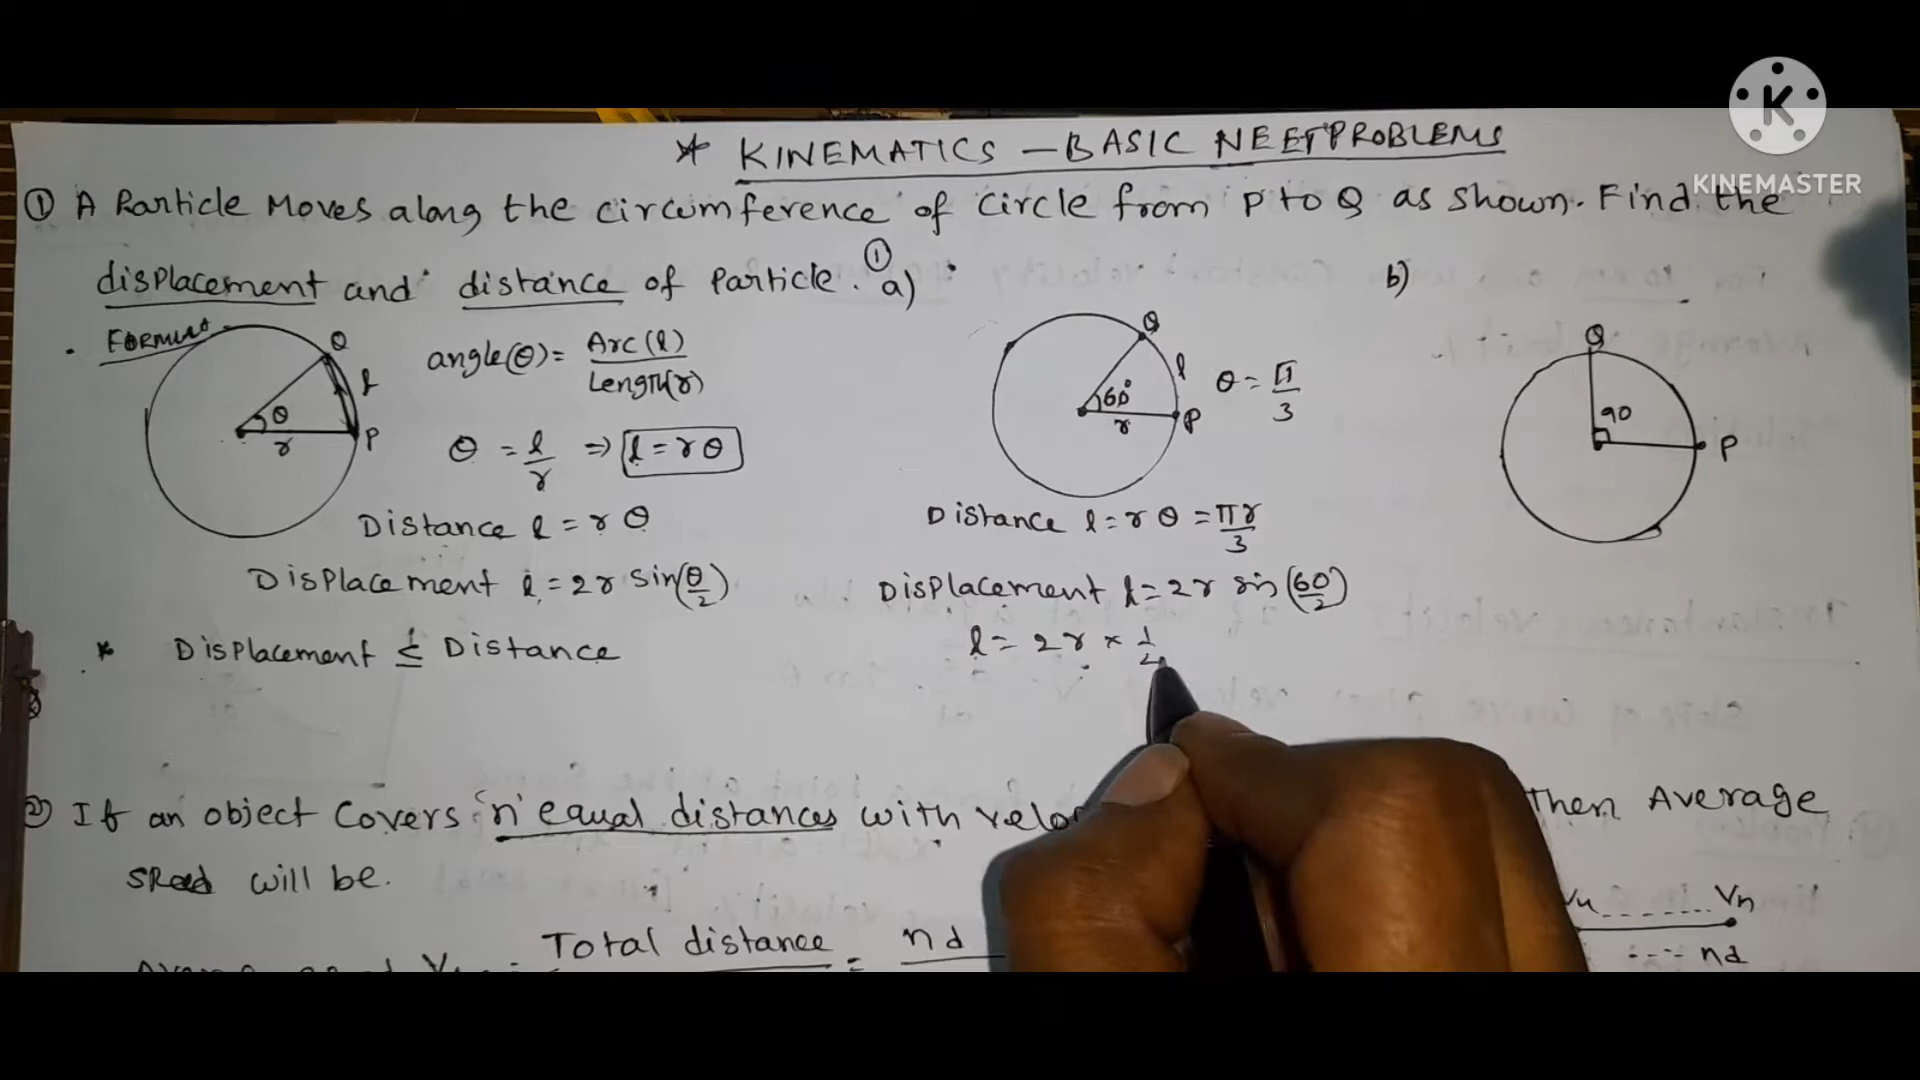 KINEMASTER
* KINEMATICS - BASIC NEET PROBLEMS
① A Particle Moves along the circumference of circle from P to Q as shown. Find the
displacement and distance of Particle. ① a)
b)
Formula
Q
l
θ
r
P
angle(θ) = Arc(l) / Length(r)
θ = l/r ⇒ l = rθ
Distance l = rθ
Displacement l = 2r sin(θ/2)
* Displacement ≤ Distance
Q
l
60°
r
P
θ = π/3
Distance l = rθ = πr/3
Displacement l = 2r sin(60/2)
l = 2r × 1/2
Q
90
P
② If an object covers 'n' equal distances with Then Average
speed will be.
Total distance = nd
Vn
nd